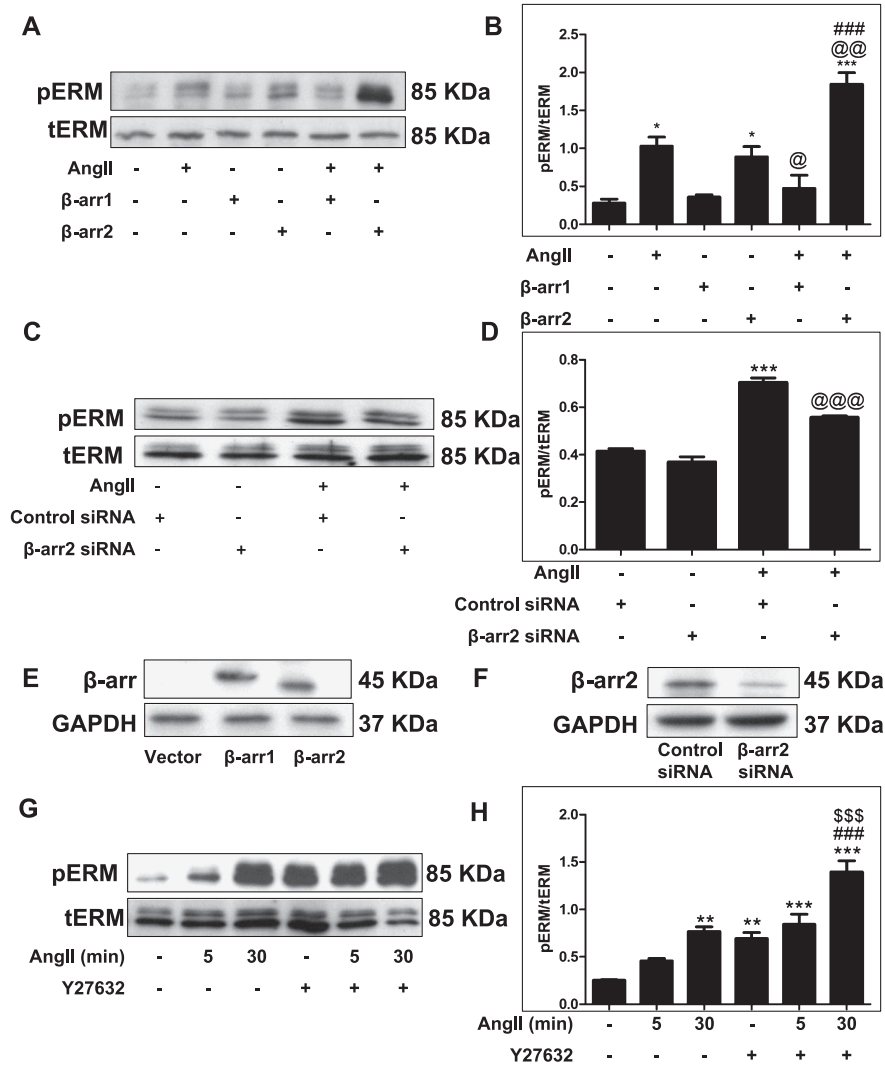 A
pERM 85 KDa
tERM 85 KDa
AngII - + - - + +
β-arr1 - - + - + -
β-arr2 - - - + - +
B
pERM/tERM
2.5
2.0
1.5
1.0
0.5
0.0
* * @ *** @@ ###
AngII - + - - + +
β-arr1 - - + - + -
β-arr2 - - - + - +
C
pERM 85 KDa
tERM 85 KDa
AngII - - + +
Control siRNA + - + -
β-arr2 siRNA - + - +
D
pERM/tERM
0.8
0.6
0.4
0.2
0.0
*** @@@
AngII - - + +
Control siRNA + - + -
β-arr2 siRNA - + - +
E
β-arr 45 KDa
GAPDH 37 KDa
Vector β-arr1 β-arr2
F
β-arr2 45 KDa
GAPDH 37 KDa
Control siRNA β-arr2 siRNA
G
pERM 85 KDa
tERM 85 KDa
AngII (min) - 5 30 - 5 30
Y27632 - - - + + +
H
pERM/tERM
2.0
1.5
1.0
0.5
0.0
** ** *** *** ### $$$
AngII (min) - 5 30 - 5 30
Y27632 - - - + + +